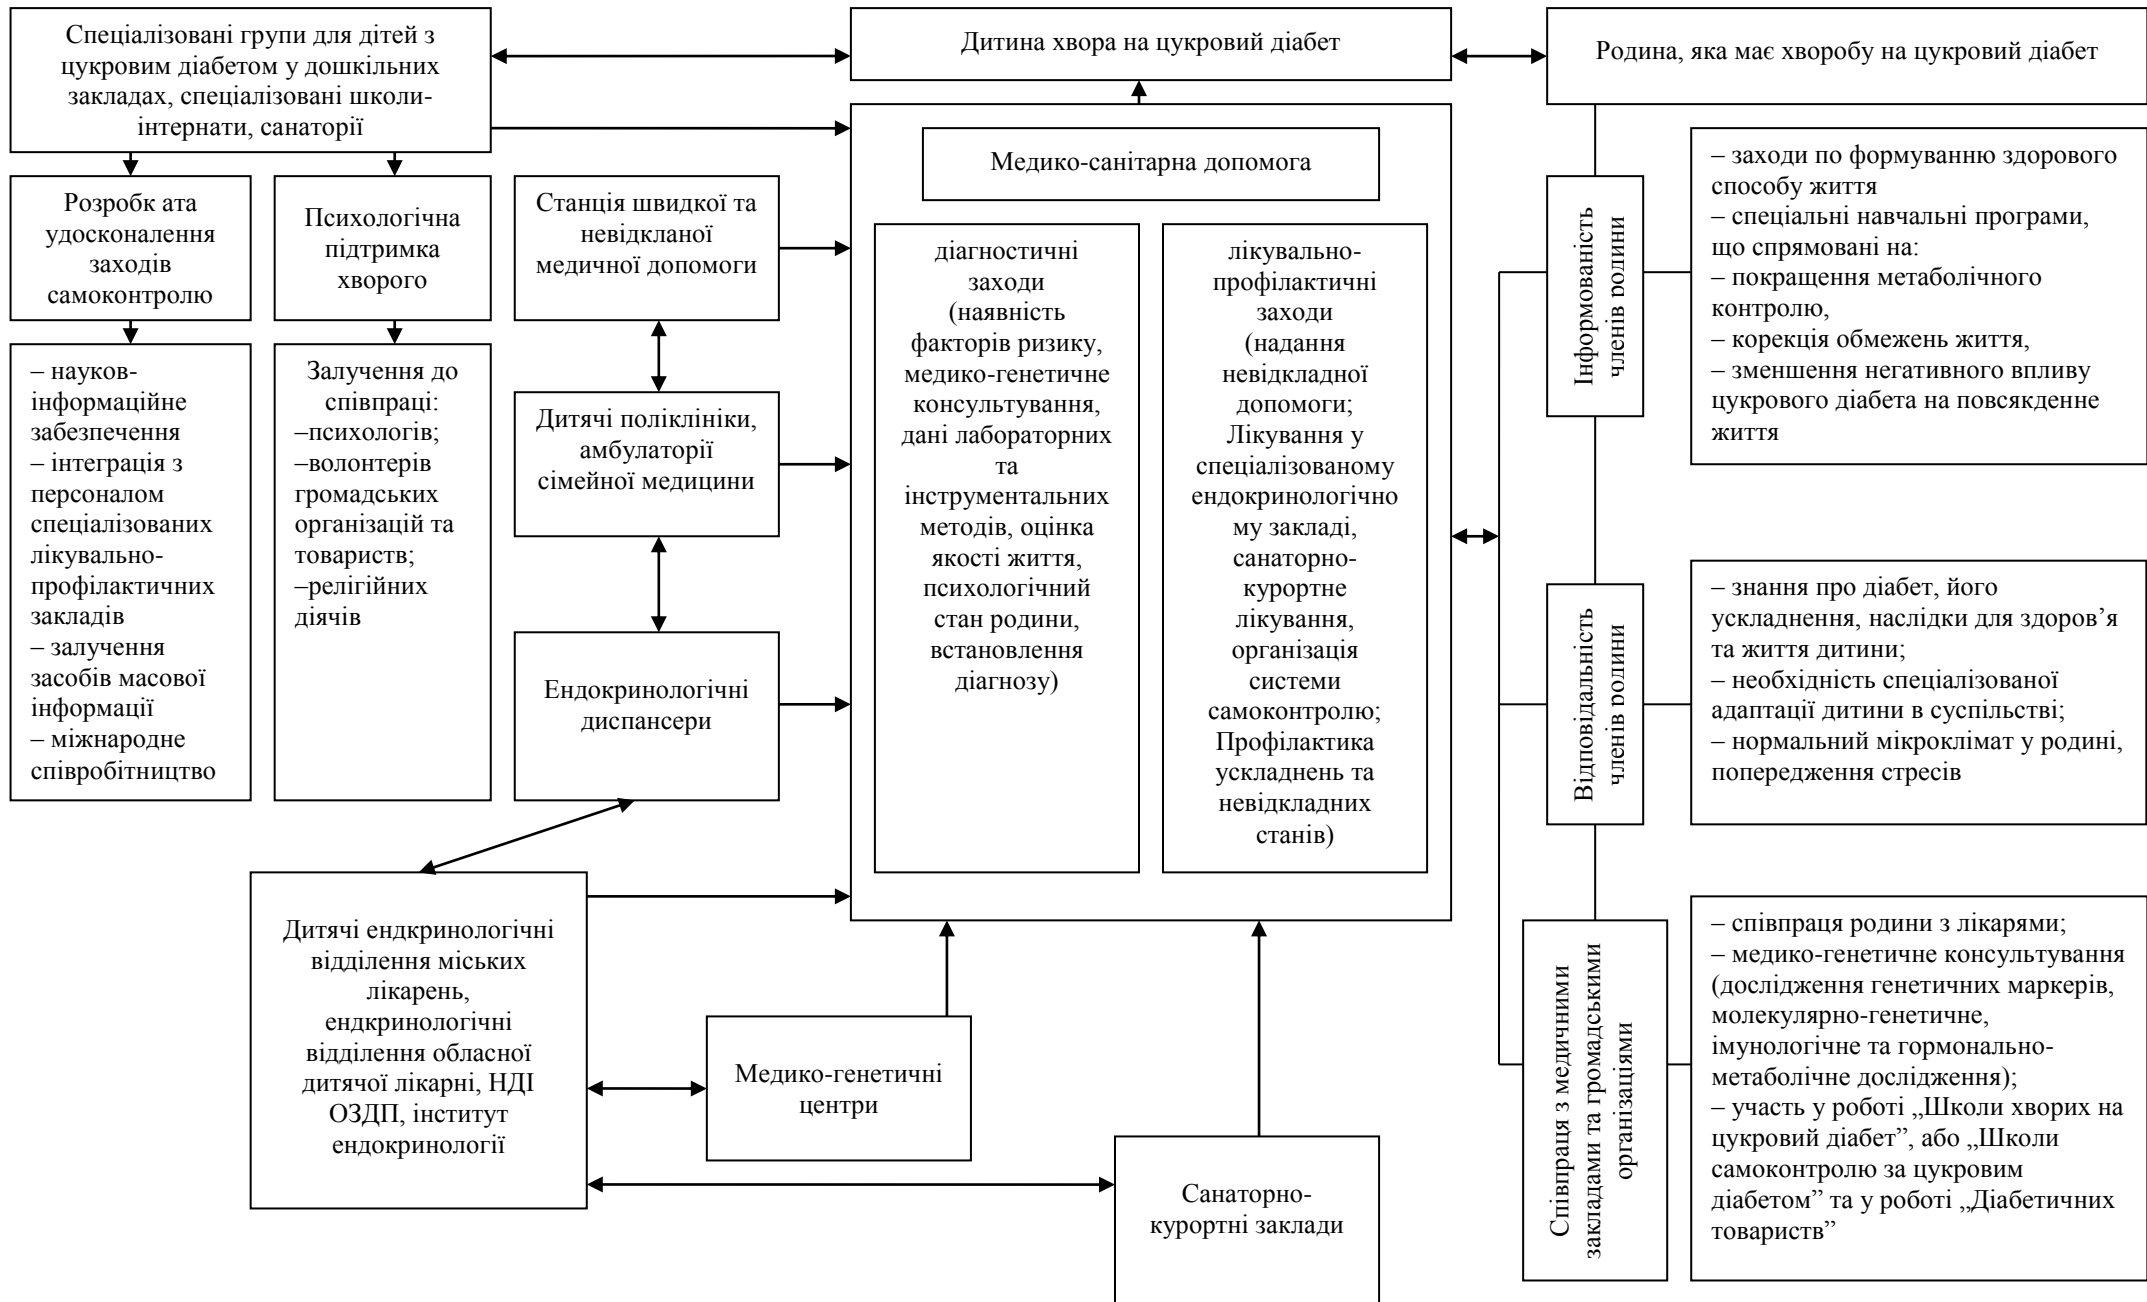 Спеціалізовані групи для дітей з
цукровим діабетом у дошкільних
закладах, спеціалізовані школи-
інтернати, санаторії
Дитина хвора на цукровий діабет
Родина, яка має хворобу на цукровий діабет
Розробк ата
удосконалення
заходів
самоконтролю
Психологічна
підтримка
хворого
Станція швидкої та
невідкланої
медичної допомоги
Медико-санітарна допомога
– науков-
інформаційне
забезпечення
– інтеграція з
персоналом
спеціалізованих
лікувально-
профілактичних
закладів
– залучення
засобів масової
інформації
– міжнародне
співробітництво
Залучення до
співпраці:
–психологів;
–волонтерів
громадських
організацій та
товариств;
–релігійних
діячів
Дитячі поліклініки,
амбулаторії
сімейної медицини
Ендокринологічні
диспансери
діагностичні
заходи
(наявність
факторів ризику,
медико-генетичне
консультування,
дані лабораторних
та
інструментальних
методів, оцінка
якості життя,
психологічний
стан родини,
встановлення
діагнозу)
лікувально-
профілактичні
заходи
(надання
невідкладної
допомоги;
Лікування у
спеціалізованому
ендокринологічно
му закладі,
санаторно-
курортне
лікування,
організація
системи
самоконтролю;
Профілактика
ускладнень та
невідкладних
станів)
Інформованість
членів родини
– заходи по формуванню здорового
способу життя
– спеціальні навчальні програми,
що спрямовані на:
– покращення метаболічного
контролю,
– корекція обмежень життя,
– зменшення негативного впливу
цукрового діабета на повсякденне
життя
Відповідальність
членів родини
– знання про діабет, його
ускладнення, наслідки для здоров’я
та життя дитини;
– необхідність спеціалізованої
адаптації дитини в суспільстві;
– нормальний мікроклімат у родині,
попередження стресів
Співпраця з медичними
закладами та громадськими
організаціями
– співпраця родини з лікарями;
– медико-генетичне консультування
(дослідження генетичних маркерів,
молекулярно-генетичне,
імунологічне та гормонально-
метаболічне дослідження);
– участь у роботі „Школи хворих на
цукровий діабет”, або „Школи
самоконтролю за цукровим
діабетом” та у роботі „Діабетичних
товариств”
Дитячі ендкринологічні
відділення міських
лікарень,
ендкринологічні
відділення обласної
дитячої лікарні, НДІ
ОЗДП, інститут
ендокринології
Медико-генетичні
центри
Санаторно-
курортні заклади